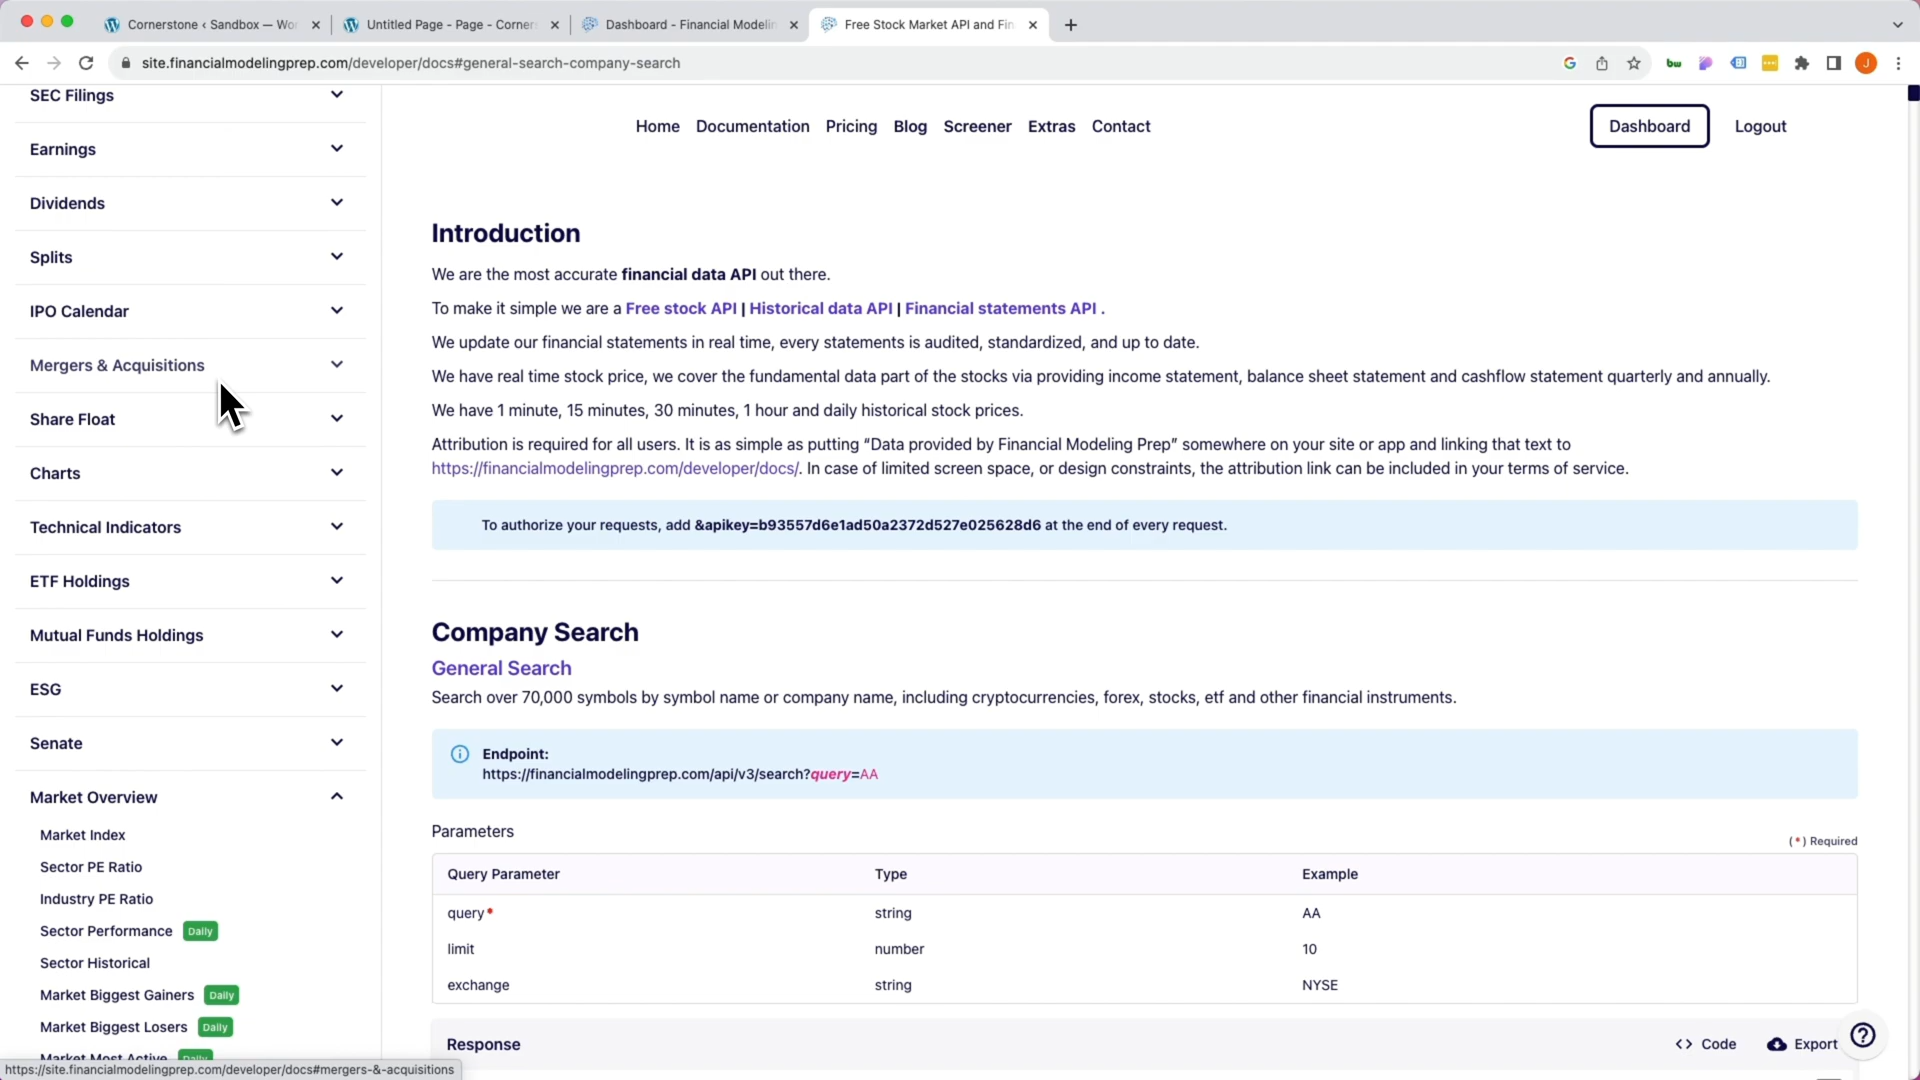 Cornerstone ‹ Sandbox — Wo
Untitled Page - Page - Corner
Dashboard - Financial Modelin
Free Stock Market API and Fin
site.financialmodelingprep.com/developer/docs#general-search-company-search
bw
J
SEC Filings
Earnings
Dividends
Splits
IPO Calendar
Mergers & Acquisitions
Share Float
Charts
Technical Indicators
ETF Holdings
Mutual Funds Holdings
ESG
Senate
Market Overview
Market Index
Sector PE Ratio
Industry PE Ratio
Sector Performance Daily
Sector Historical
Market Biggest Gainers Daily
Market Biggest Losers Daily
Market Most Active Daily
https://site.financialmodelingprep.com/developer/docs#mergers-&-acquisitions
Home Documentation Pricing Blog Screener Extras Contact
Dashboard Logout
Introduction
We are the most accurate financial data API out there.
To make it simple we are a Free stock API | Historical data API | Financial statements API .
We update our financial statements in real time, every statements is audited, standardized, and up to date.
We have real time stock price, we cover the fundamental data part of the stocks via providing income statement, balance sheet statement and cashflow statement quarterly and annually.
We have 1 minute, 15 minutes, 30 minutes, 1 hour and daily historical stock prices.
Attribution is required for all users. It is as simple as putting “Data provided by Financial Modeling Prep” somewhere on your site or app and linking that text to
https://financialmodelingprep.com/developer/docs/. In case of limited screen space, or design constraints, the attribution link can be included in your terms of service.
To authorize your requests, add &apikey=b93557d6e1ad50a2372d527e025628d6 at the end of every request.
Company Search
General Search
Search over 70,000 symbols by symbol name or company name, including cryptocurrencies, forex, stocks, etf and other financial instruments.
Endpoint:
https://financialmodelingprep.com/api/v3/search?query=AA
Parameters
( * ) Required
Query Parameter Type Example
query* string AA
limit number 10
exchange string NYSE
Response
<> Code Export